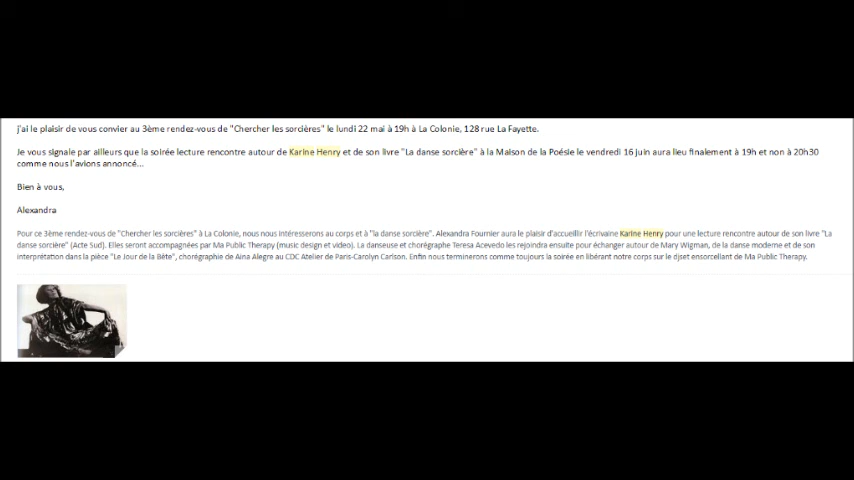 j'ai le plaisir de vous convier au 3ème rendez-vous de "Chercher les sorcières" le lundi 22 mai à 19h à La Colonie, 128 rue La Fayette.
Je vous signale par ailleurs que la soirée lecture rencontre autour de Karine Henry et de son livre "La danse sorcière" à la Maison de la Poésie le vendredi 16 juin aura lieu finalement à 19h et non à 20h30
comme nous l'avions annoncé...
Bien à vous,
Alexandra
Pour ce 3ème rendez-vous de "Chercher les sorcières" à La Colonie, nous nous intéresserons au corps et à "la danse sorcière". Alexandra Fournier aura le plaisir d'accueillir l'écrivaine Karine Henry pour une lecture rencontre autour de son livre "La
danse sorcière" (Acte Sud). Elles seront accompagnées par Ma Public Therapy (music design et video). La danseuse et chorégraphe Teresa Acevedo les rejoindra ensuite pour échanger autour de Mary Wigman, de la danse moderne et de son
interprétation dans la pièce "Le Jour de la Bête", chorégraphie de Aina Alegre au CDC Atelier de Paris-Carolyn Carlson. Enfin nous terminerons comme toujours la soirée en libérant notre corps sur le djset ensorcellant de Ma Public Therapy.